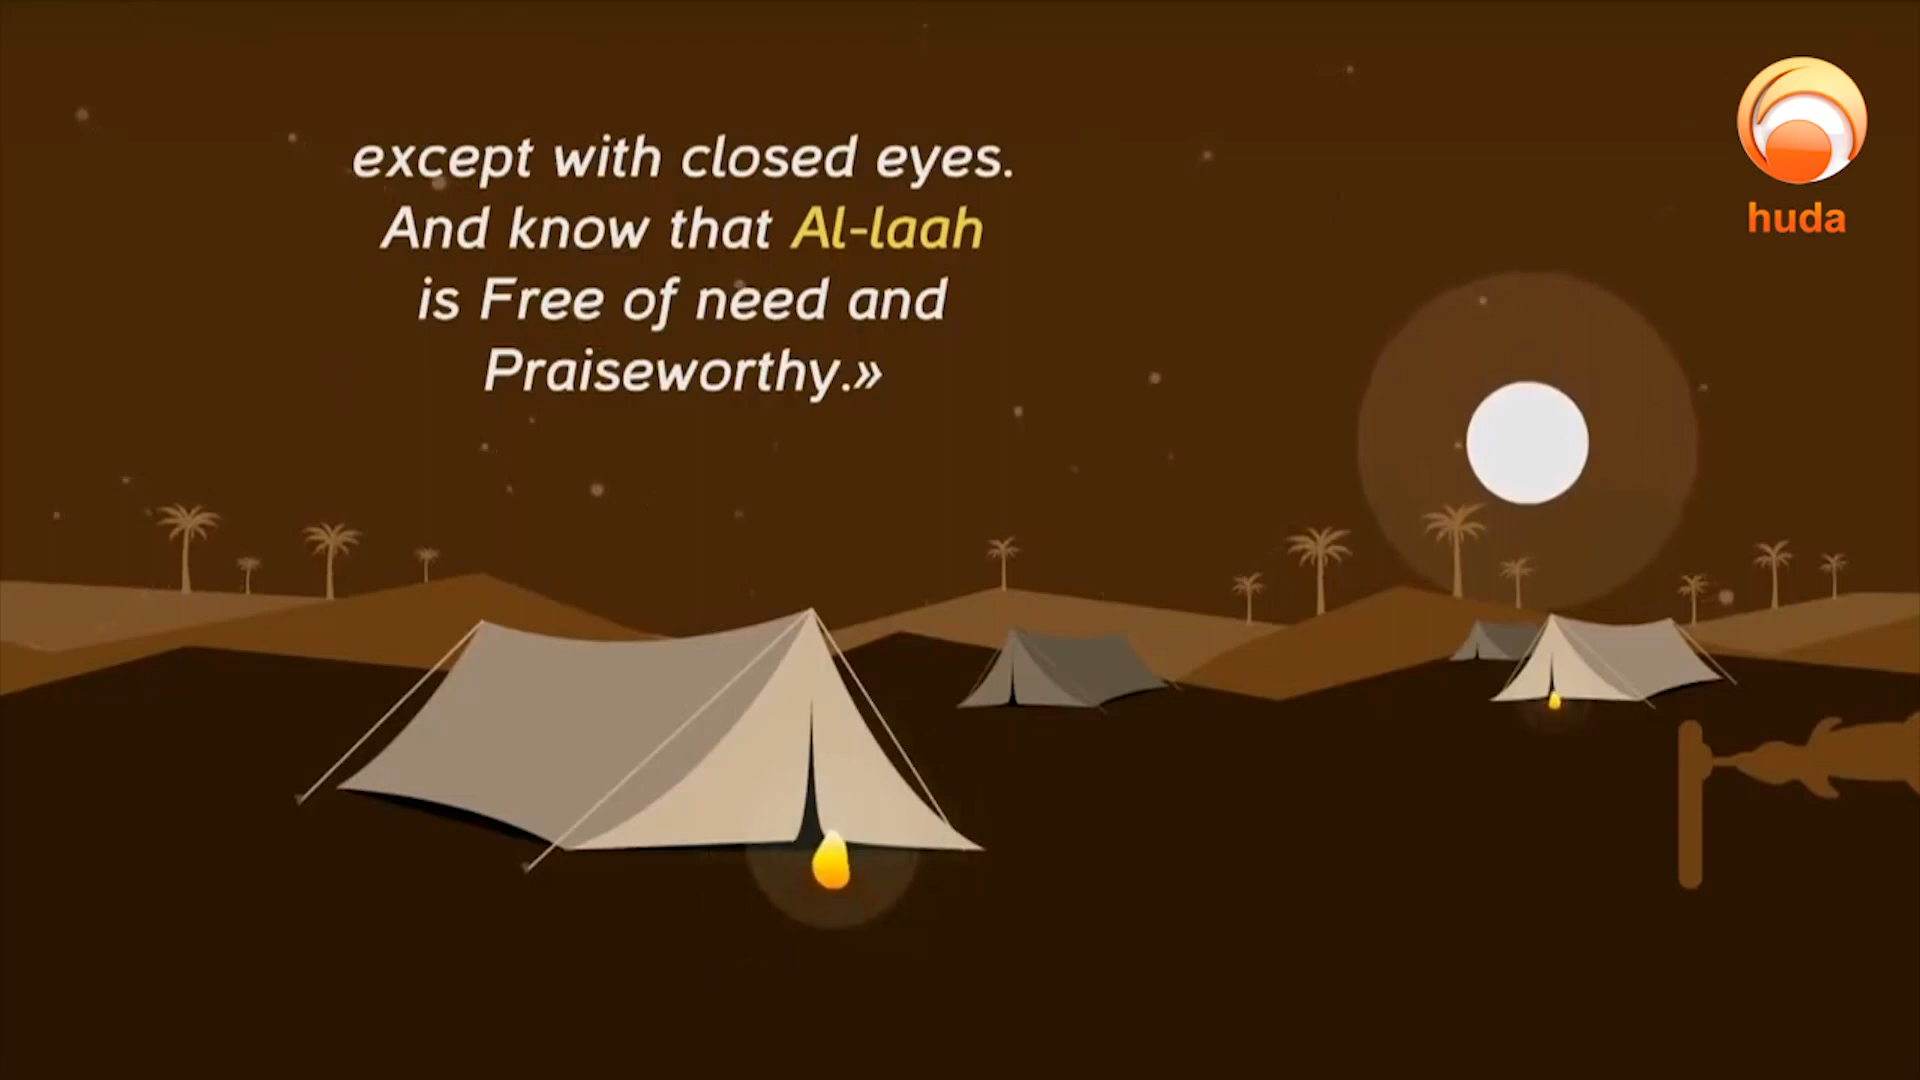 except with closed eyes.
And know that Al-laah
is Free of need and
Praiseworthy.»
huda